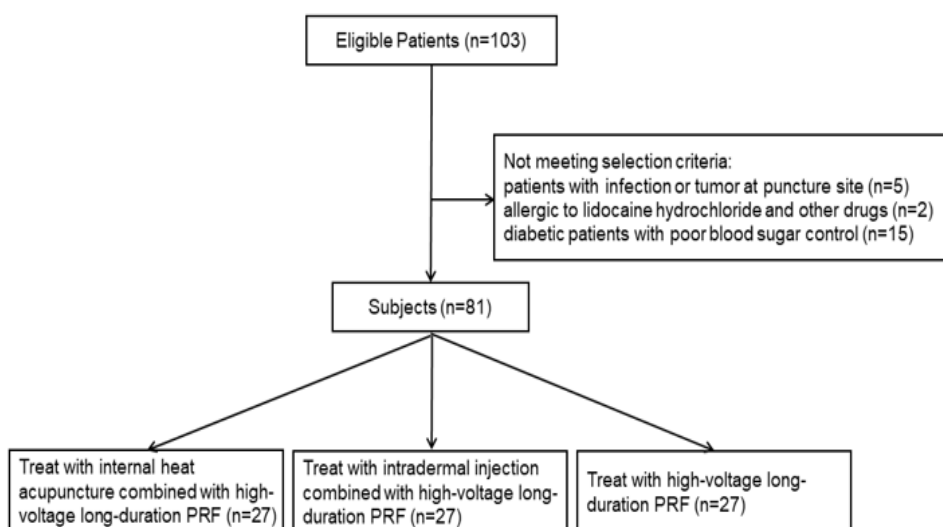 Eligible Patients (n=103)
Not meeting selection criteria:
patients with infection or tumor at puncture site (n=5)
allergic to lidocaine hydrochloride and other drugs (n=2)
diabetic patients with poor blood sugar control (n=15)
Subjects (n=81)
Treat with internal heat
acupuncture combined with high-
voltage long-duration PRF (n=27)
Treat with intradermal injection
combined with high-voltage long-
duration PRF (n=27)
Treat with high-voltage long-
duration PRF (n=27)